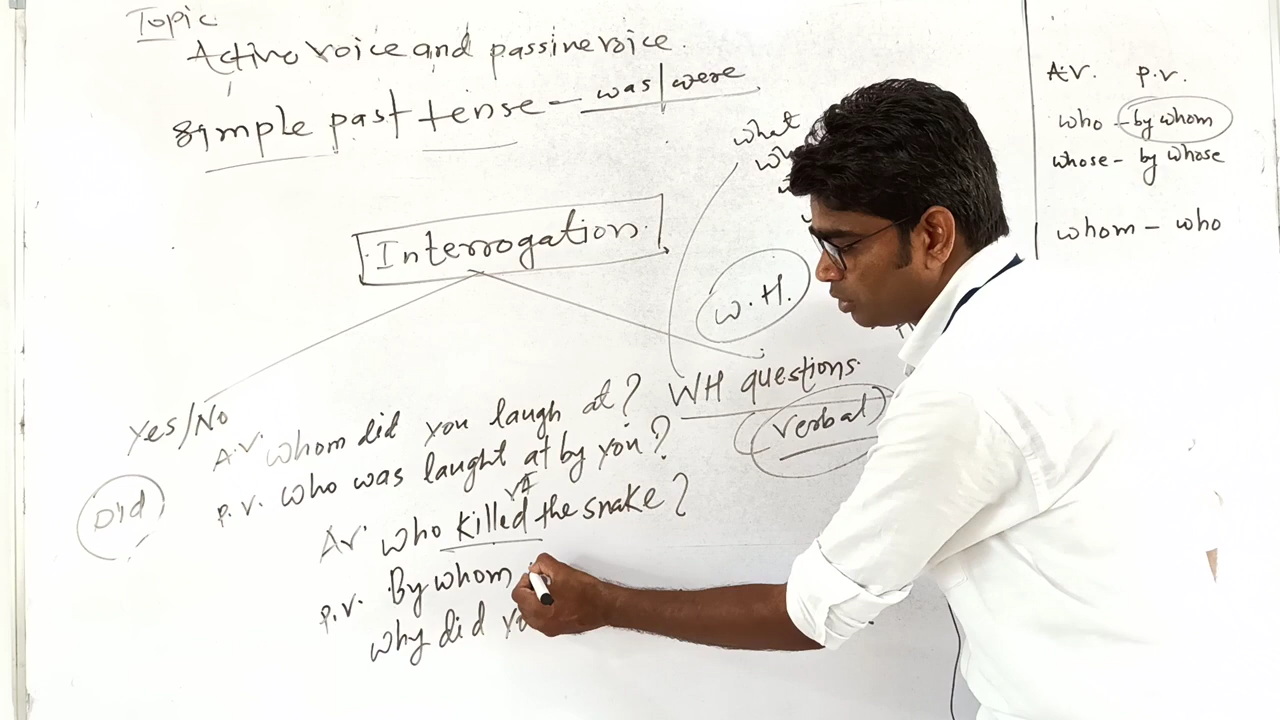 Topic
Active voice and passive voice.
Simple past tense - was/were
Interrogation.
what
W.H.
Yes/No
WH questions.
Did
verbal
A.V. whom did you laugh at?
P.V. who was laught at by you?
V.T
A.V. who killed the snake?
P.V. By whom
why did
A.V. P.V.
who - by whom
whose - by whose
whom - who